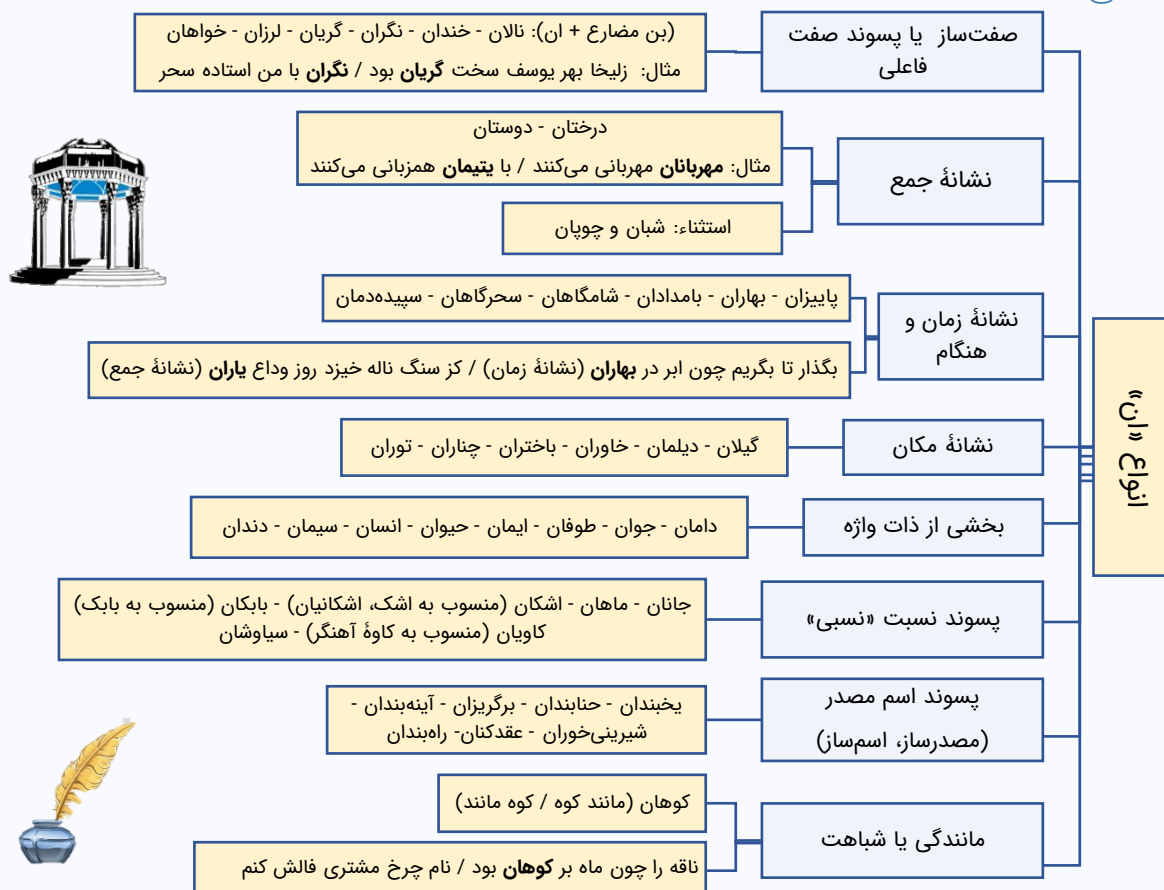 انواع «ان»
صفت‌ساز یا پسوند صفت
فاعلی
(بن مضارع + ان): نالان - خندان - نگران - گریان - لرزان - خواهان
مثال: زلیخا بهر یوسف سخت گریان بود / نگران با من استاده سحر
نشانهٔ جمع
درختان - دوستان
مثال: مهربانان مهربانی می‌کنند / با یتیمان همزبانی می‌کنند
استثناء: شبان و چوپان
نشانهٔ زمان و
هنگام
پاییزان - بهاران - بامدادان - شامگاهان - سحرگاهان - سپیده‌دمان
بگذار تا بگریم چون ابر در بهاران (نشانهٔ زمان) / کز سنگ ناله خیزد روز وداع یاران (نشانهٔ جمع)
نشانهٔ مکان
گیلان - دیلمان - خاوران - باختران - چناران - توران
بخشی از ذات واژه
دامان - جوان - طوفان - ایمان - حیوان - انسان - سیمان - دندان
پسوند نسبت «نسبی»
جانان - ماهان - اشکان (منسوب به اشک، اشکانیان) - بابکان (منسوب به بابک)
کاویان (منسوب به کاوهٔ آهنگر) - سیاوشان
پسوند اسم مصدر
(مصدرساز، اسم‌ساز)
یخبندان - حنابندان - برگریزان - آینه‌بندان -
شیرینی‌خوران - عقدکنان- راه‌بندان
مانندگی یا شباهت
کوهان (مانند کوه / کوه مانند)
ناقه را چون ماه بر کوهان بود / نام چرخ مشتری فالش کنم